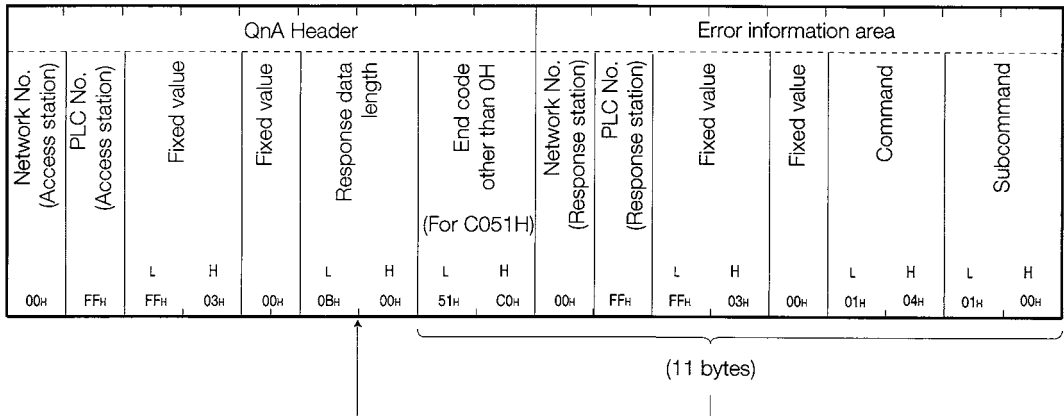 QnA Header
Error information area
Network No.
(Access station)
PLC No.
(Access station)
Fixed value
Fixed value
Response data
length
End code
other than 0H
(For C051H)
Network No.
(Response station)
PLC No.
(Response station)
Fixed value
Fixed value
Command
Subcommand
L H L H L H L H L H L H
00H FFH FFH 03H 00H 0BH 00H 51H C0H 00H FFH FFH 03H 00H 01H 04H 01H 00H
(11 bytes)